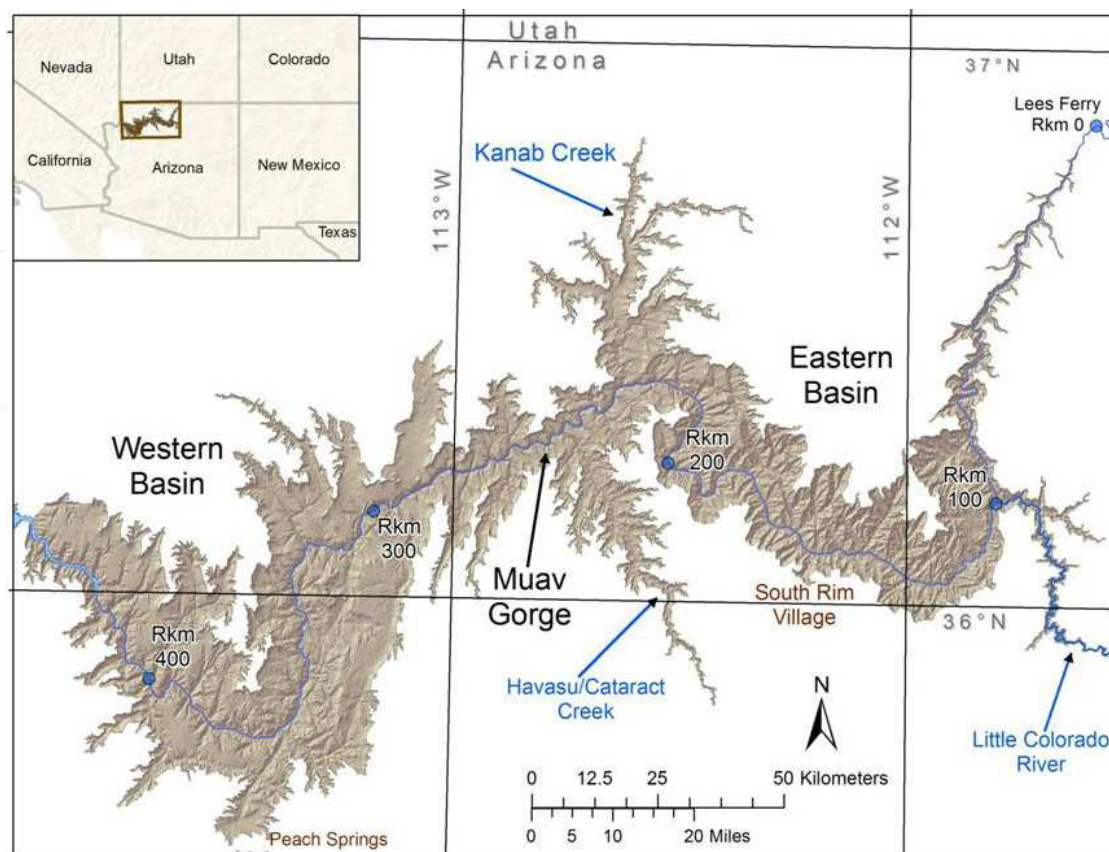 Utah
Arizona
37°N
Nevada
Utah
Colorado
California
Arizona
New Mexico
Texas
Lees Ferry
Rkm 0
Kanab Creek
113°W
112°W
Eastern
Basin
Western
Basin
Rkm
200
Rkm
100
Rkm
300
Muav
Gorge
South Rim
Village
36°N
Rkm
400
Havasu/Cataract
Creek
N
Little Colorado
River
0 12.5 25 50 Kilometers
0 5 10 20 Miles
Peach Springs